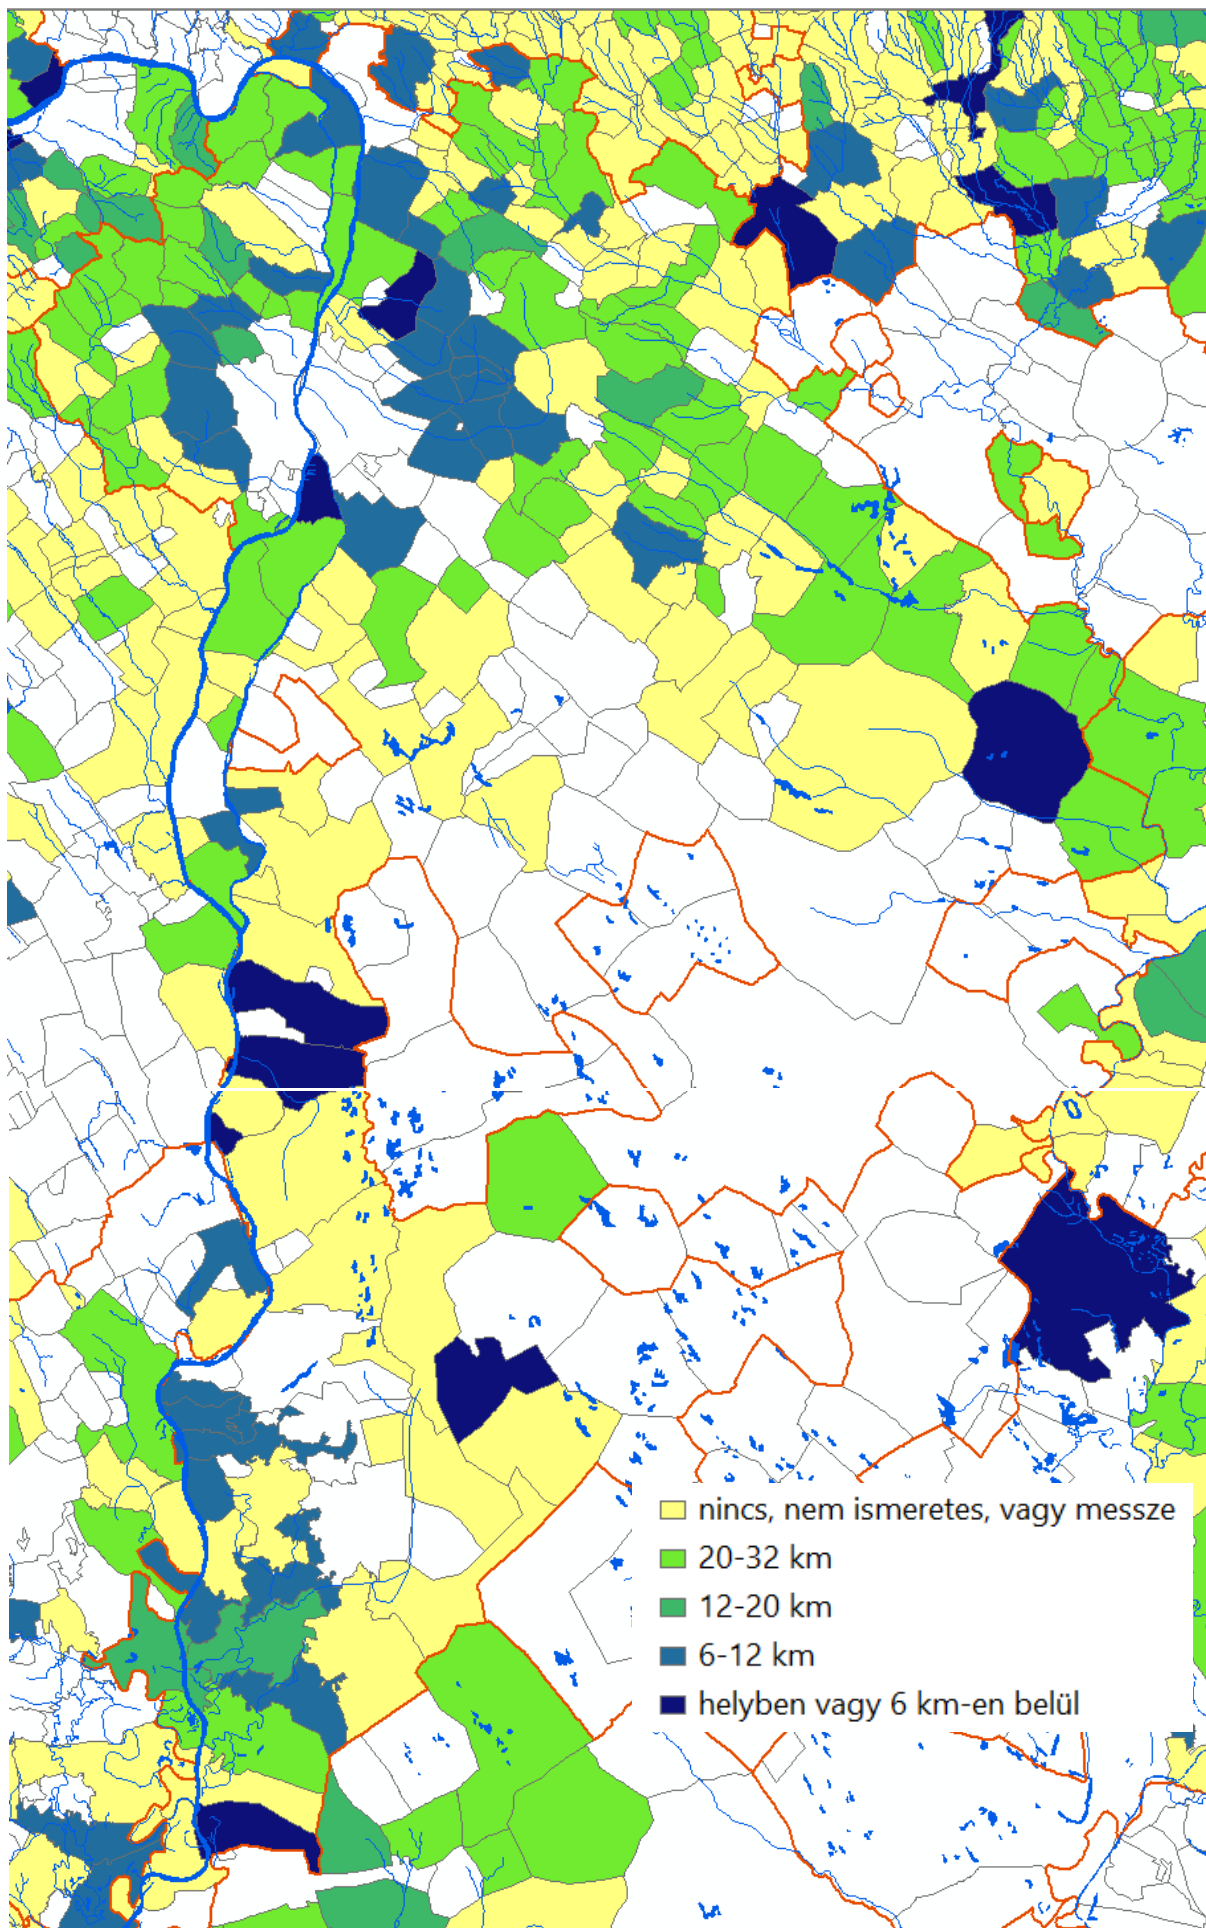 nincs, nem ismeretes, vagy messze
20-32 km
12-20 km
6-12 km
helyben vagy 6 km-en belül